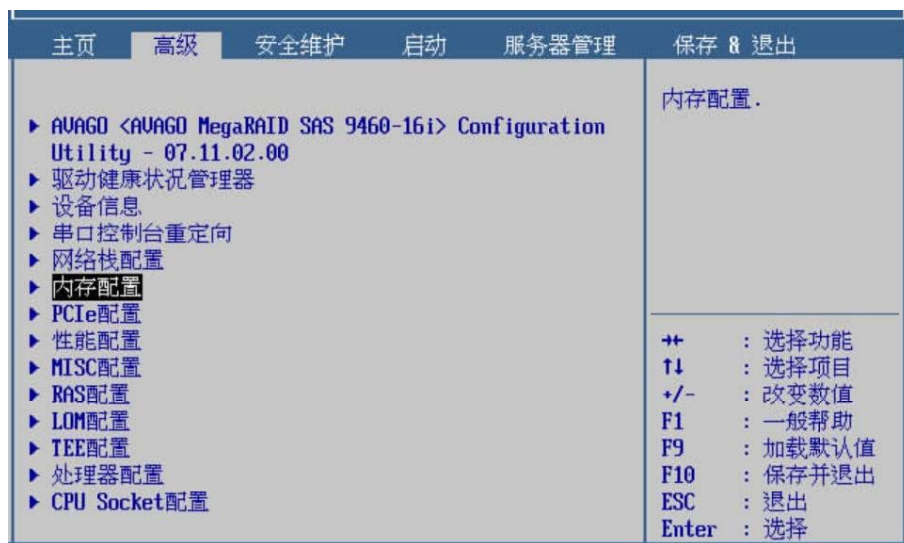 主页 高级 安全维护 启动 服务器管理 保存 & 退出
▶ AVAGO <AVAGO MegaRAID SAS 9460-16i> Configuration
Utility - 07.11.02.00
▶ 驱动健康状况管理器
▶ 设备信息
▶ 串口控制台重定向
▶ 网络栈配置
▶ 内存配置
▶ PCIe配置
▶ 性能配置
▶ MISC配置
▶ RAS配置
▶ LOM配置
▶ TEE配置
▶ 处理器配置
▶ CPU Socket配置
内存配置.
→← : 选择功能
↑↓ : 选择项目
+/- : 改变数值
F1 : 一般帮助
F9 : 加载默认值
F10 : 保存并退出
ESC : 退出
Enter : 选择